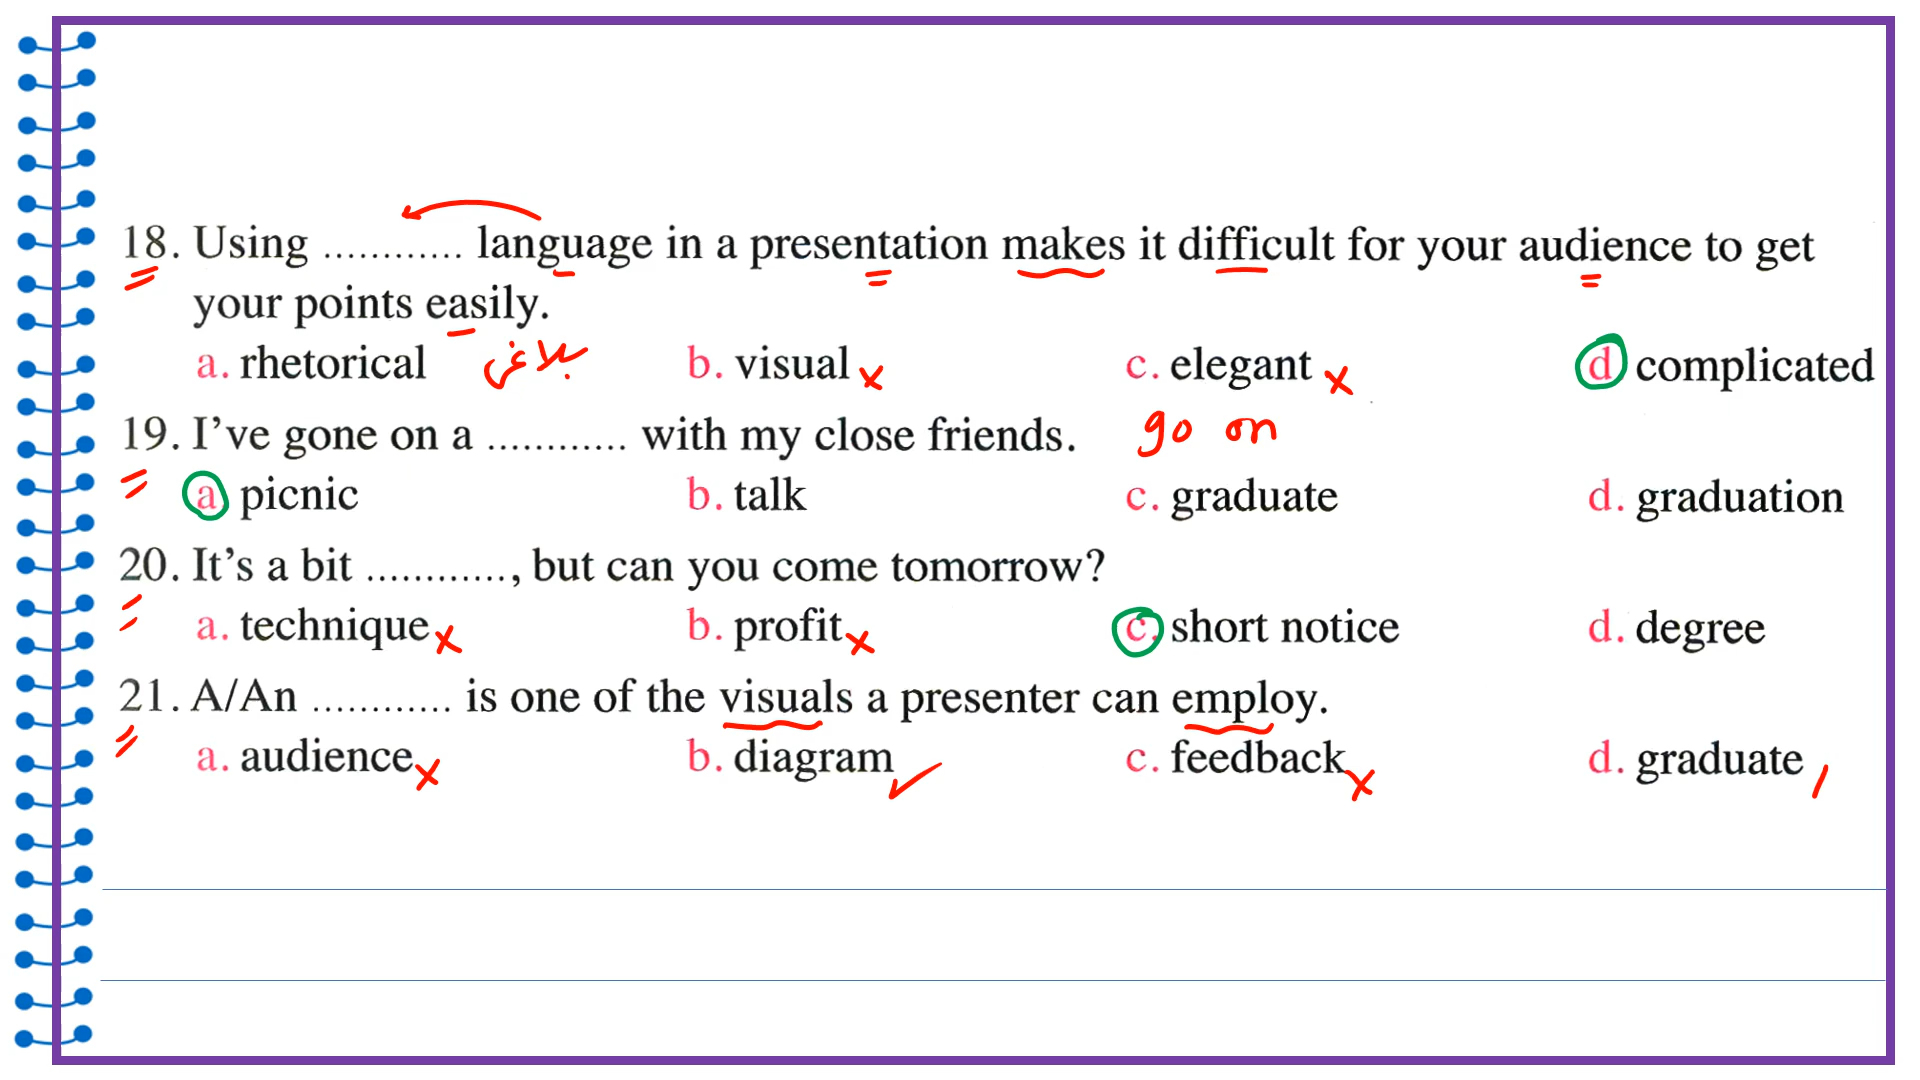 18. Using ............ language in a presentation makes it difficult for your audience to get
your points easily.
a. rhetorical بلاغى b. visual x c. elegant x d complicated
19. I've gone on a ............ with my close friends. go on
a picnic b. talk c. graduate d. graduation
20. It's a bit ............, but can you come tomorrow?
a. technique x b. profit x c. short notice d. degree
21. A/An ............ is one of the visuals a presenter can employ.
a. audience x b. diagram ✓ c. feedback x d. graduate /